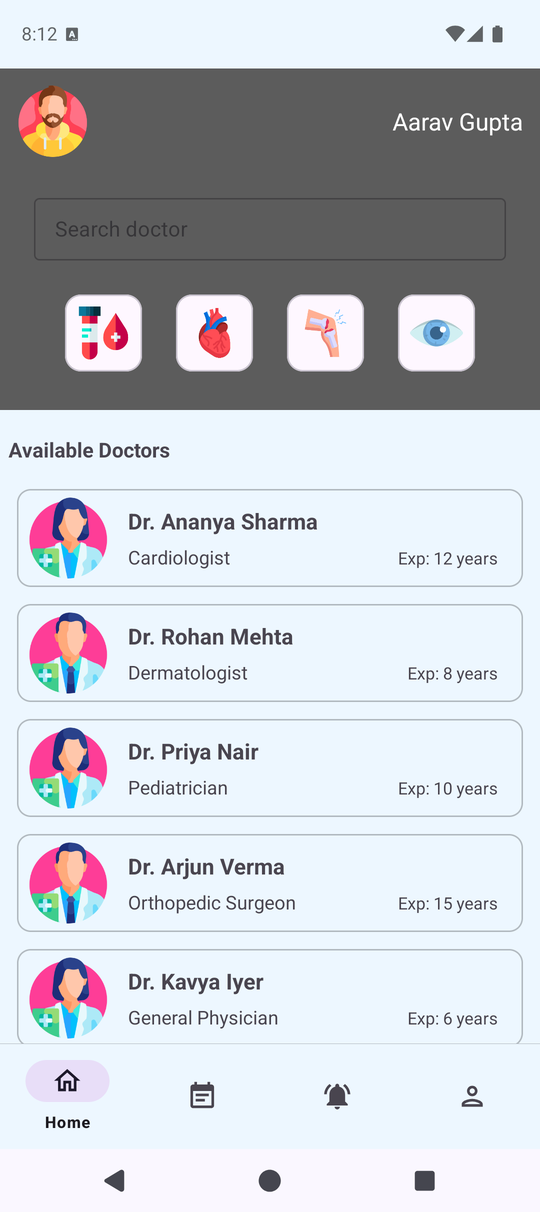 8:12 A
Aarav Gupta
Search doctor
Available Doctors
Dr. Ananya Sharma
Cardiologist Exp: 12 years
Dr. Rohan Mehta
Dermatologist Exp: 8 years
Dr. Priya Nair
Pediatrician Exp: 10 years
Dr. Arjun Verma
Orthopedic Surgeon Exp: 15 years
Dr. Kavya Iyer
General Physician Exp: 6 years
Home